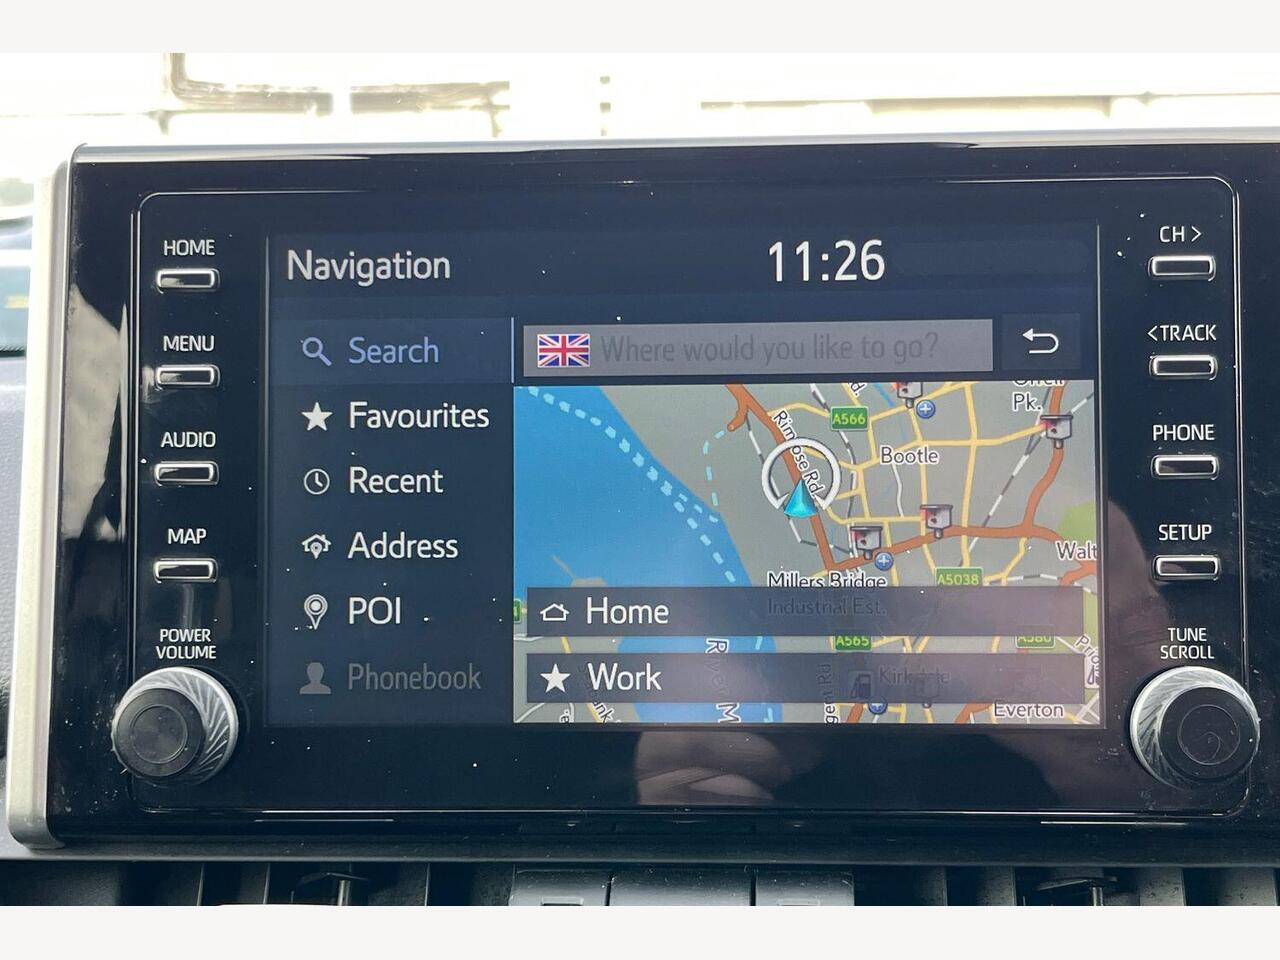 HOME
MENU
AUDIO
MAP
POWER
VOLUME
Navigation
11:26
Search
Favourites
Recent
Address
POI
Phonebook
Where would you like to go?
A566
Pk.
Rimrose Rd.
Bootle
Walt
Millers Bridge
Industrial Est.
A5038
A565
Home
Work
River M
Everton
CH >
<TRACK
PHONE
SETUP
TUNE
SCROLL